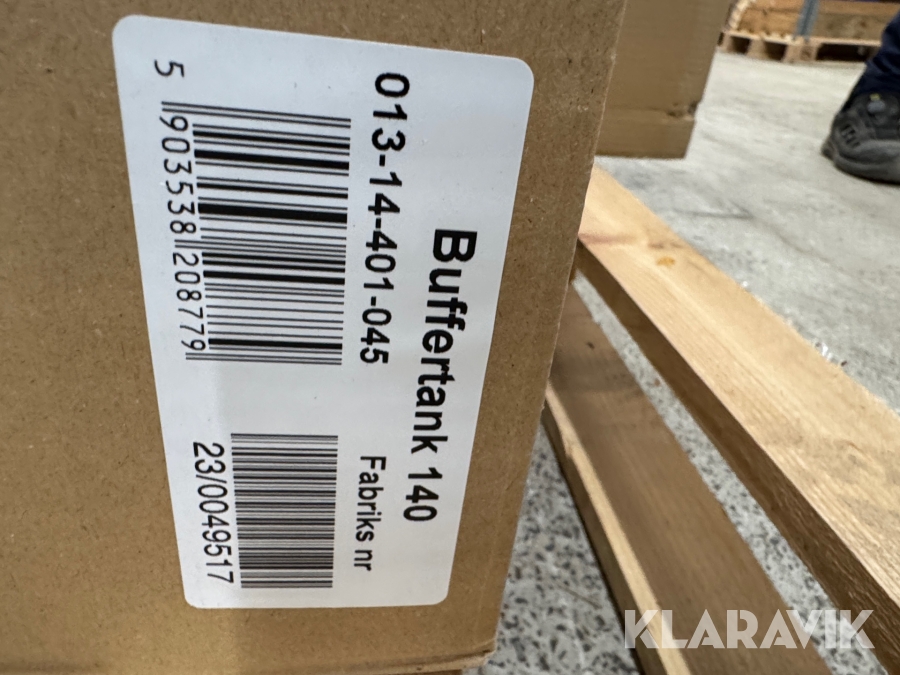 Buffertank 140
013-14-401-045
Fabriks nr
5 903538 208779
23/0049517
KLARAVIK